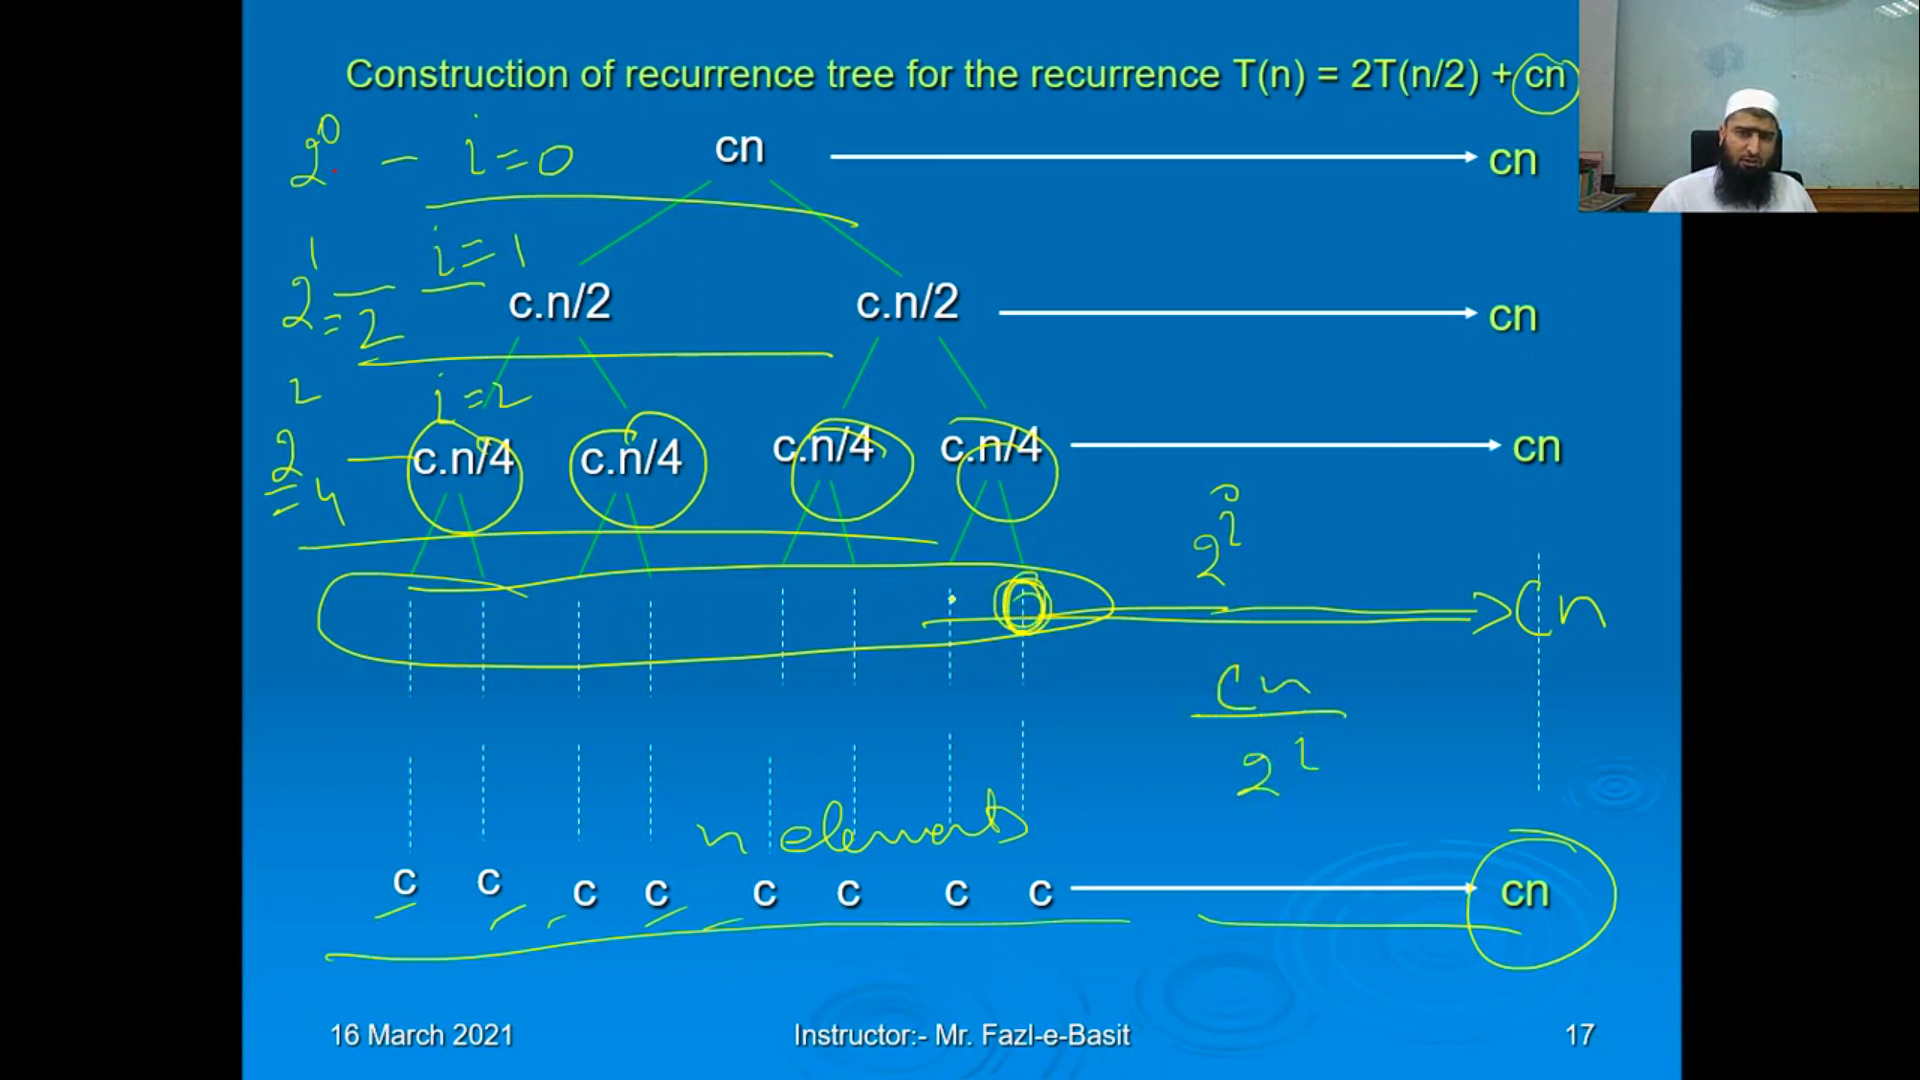 Construction of recurrence tree for the recurrence T(n) = 2T(n/2) + cn
2^0 – i=0 cn cn
2^1 = 2 – i=1 c.n/2 c.n/2 cn
i=2
2^2 = 4 – c.n/4 c.n/4 c.n/4 c.n/4 cn
2^i
cn
cn
2^i
n elements
c c c c c c c c cn
16 March 2021 Instructor:- Mr. Fazl-e-Basit 17